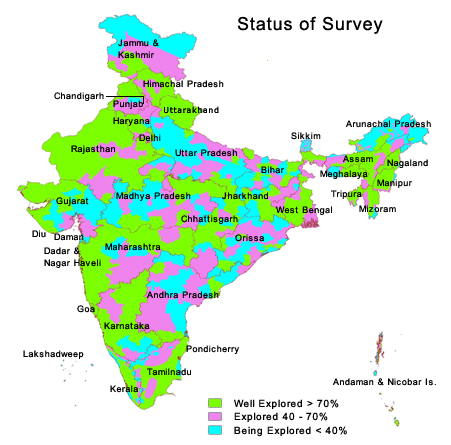 Status of Survey
Jammu &
Kashmir
Himachal Pradesh
Chandigarh
Punjab
Uttarakhand
Haryana
Arunachal Pradesh
Delhi
Sikkim
Rajasthan
Uttar Pradesh
Assam
Nagaland
Bihar
Meghalaya
Manipur
Gujarat
Madhya Pradesh
Jharkhand
Tripura
West Bengal
Mizoram
Chhattisgarh
Diu
Daman
Orissa
Dadar &
Nagar Haveli
Maharashtra
Andhra Pradesh
Goa
Karnataka
Lakshadweep
Pondicherry
Tamilnadu
Andaman & Nicobar Is.
Kerala
Well Explored > 70%
Explored 40 - 70%
Being Explored < 40%